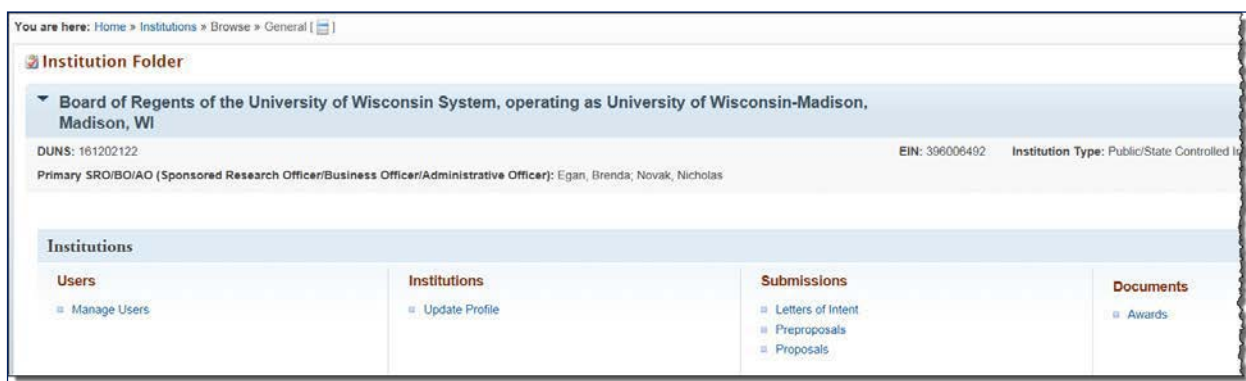 You are here: Home » Institutions » Browse » General [ ]
Institution Folder
Board of Regents of the University of Wisconsin System, operating as University of Wisconsin-Madison,
Madison, WI
DUNS: 161202122 EIN: 396006492 Institution Type: Public/State Controlled
Primary SRO/BO/AO (Sponsored Research Officer/Business Officer/Administrative Officer): Egan, Brenda; Novak, Nicholas
Institutions
Users Institutions Submissions Documents
Manage Users Update Profile Letters of Intent Awards
Preproposals
Proposals